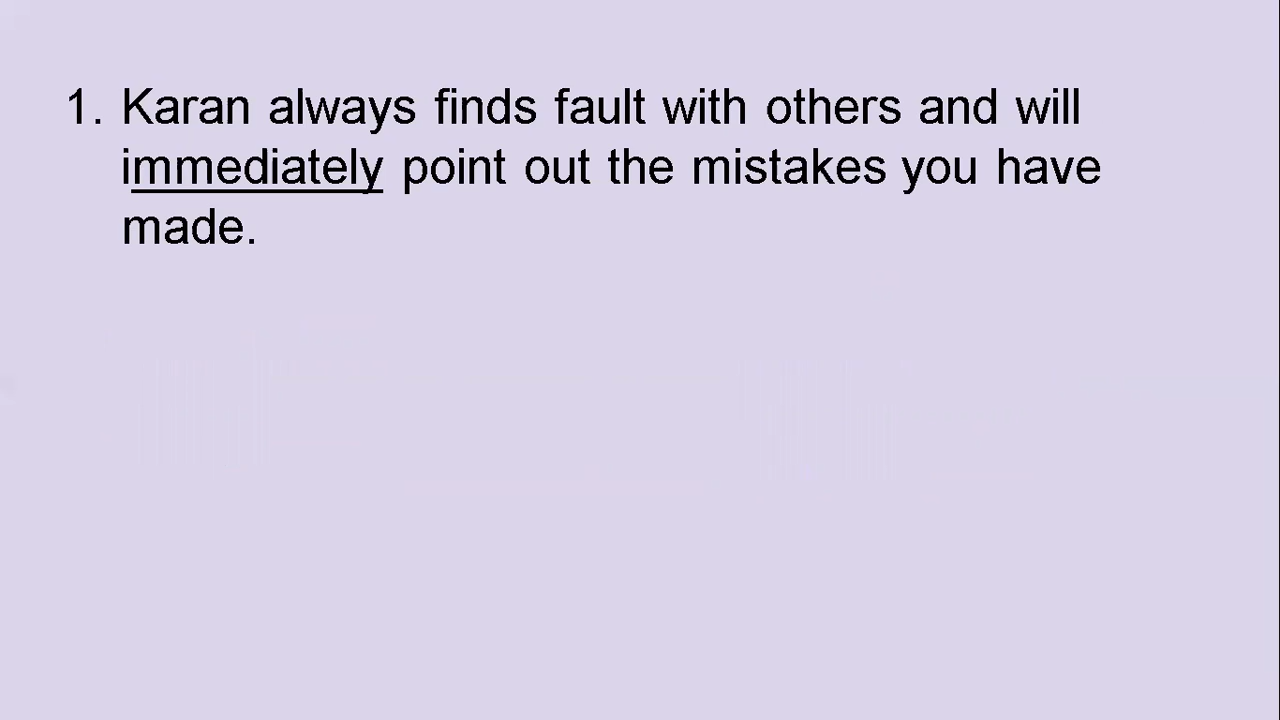 1. Karan always finds fault with others and will
immediately point out the mistakes you have
made.